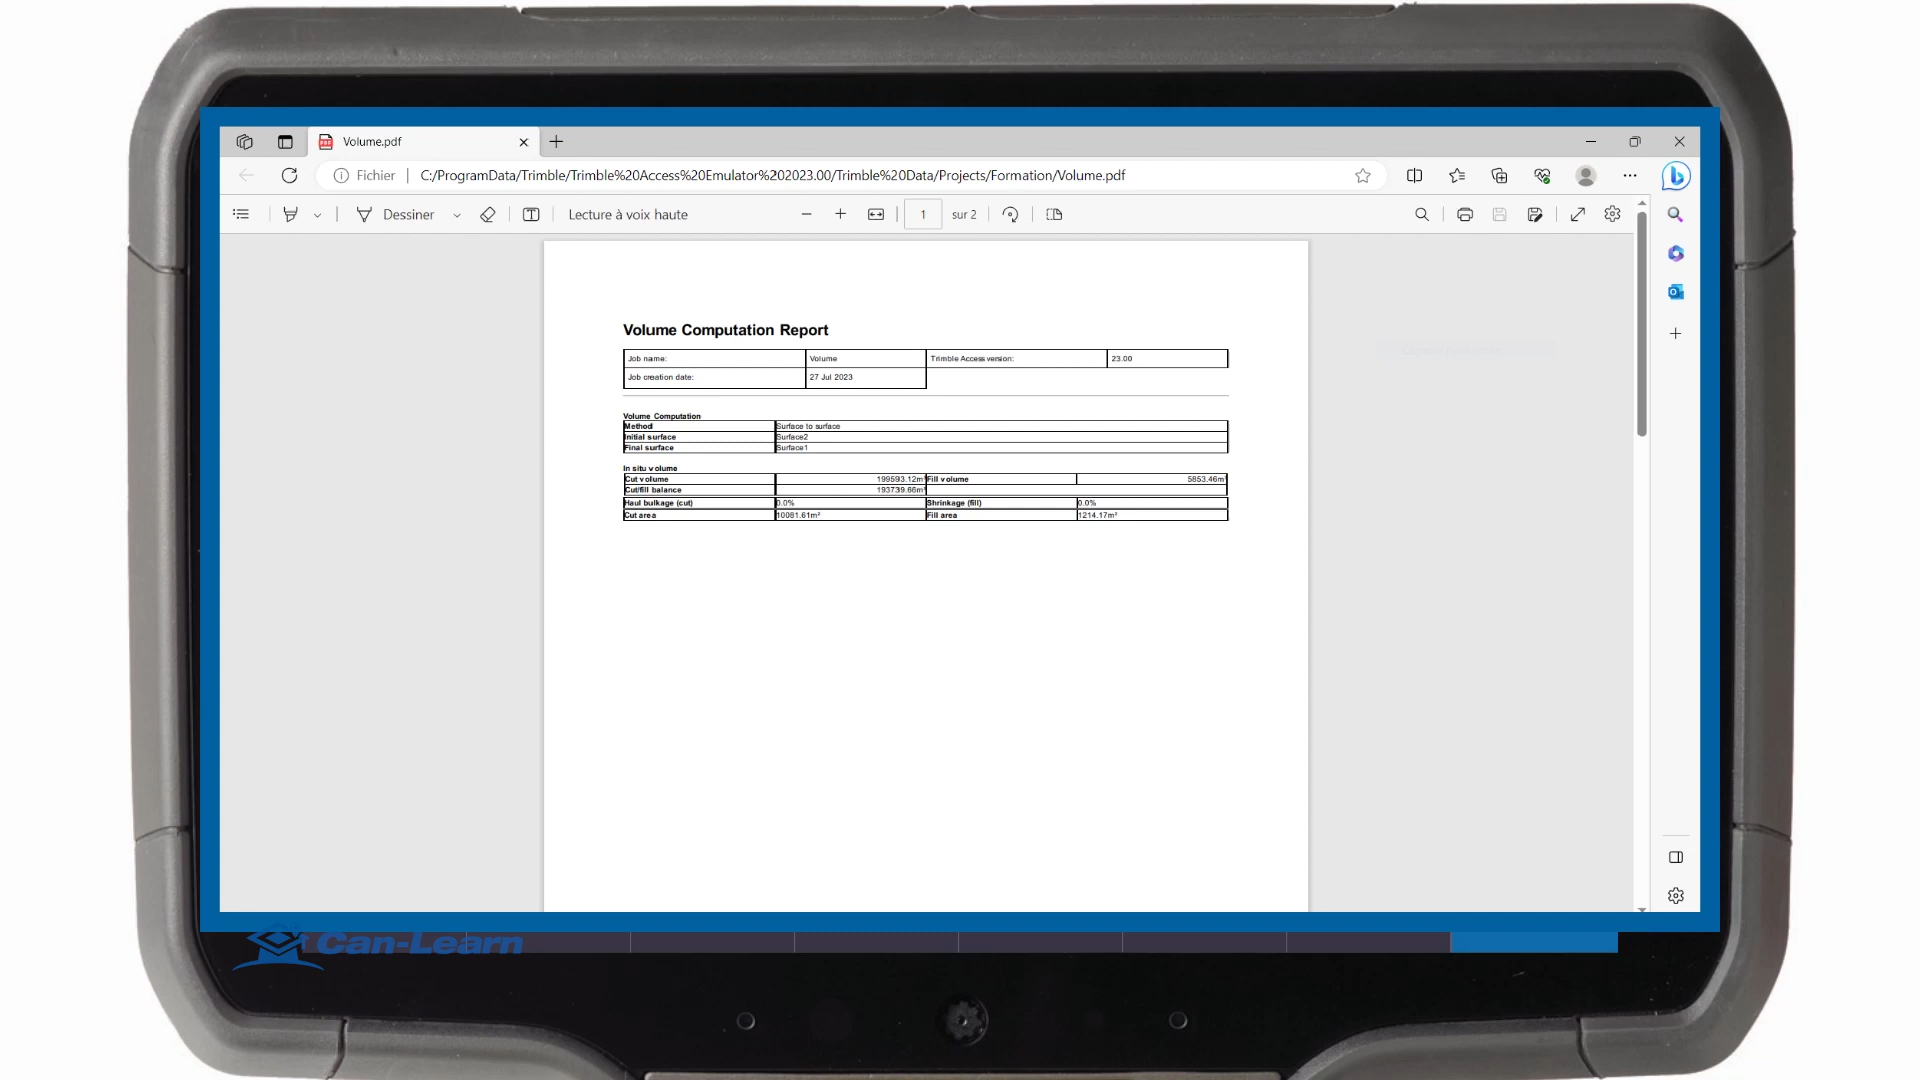 Volume.pdf
Fichier C:/ProgramData/Trimble/Trimble%20Access%20Emulator%202023.00/Trimble%20Data/Projects/Formation/Volume.pdf
Dessiner Lecture à voix haute 1 sur 2
Volume Computation Report
Job name: Volume Trimble Access version: 23.00
Job creation date: 27 Jul 2023
Volume Computation
Method Surface to surface
Initial surface Surface2
Final surface Surface1
In situ volume
Cut volume 199593.12m³ Fill volume 5853.46m³
Cut/fill balance 193739.66m³
Haul bulkage (cut) 0.0% Shrinkage (fill) 0.0%
Cut area 10081.61m² Fill area 1214.17m²
Can-Learn